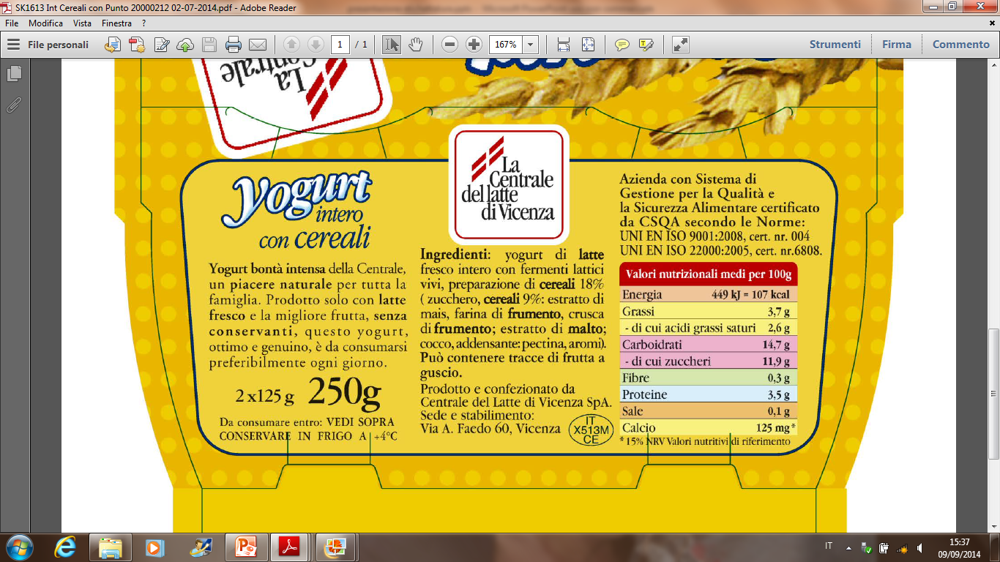 SK1613 Int Cereali con Punto 20000212 02-07-2014.pdf - Adobe Reader
File Modifica Vista Finestra ?
File personali
1 / 1
167%
Strumenti Firma Commento
La
Centrale
La
Centrale
del latte
di Vicenza
yogurt
intero
con cereali
Yogurt bontà intensa della Centrale,
un piacere naturale per tutta la
famiglia. Prodotto solo con latte
fresco e la migliore frutta, senza
conservanti, questo yogurt,
ottimo e genuino, è da consumarsi
preferibilmente ogni giorno.
2 x125 g 250g
Da consumare entro: VEDI SOPRA
CONSERVARE IN FRIGO A +4°C
Ingredienti: yogurt di latte
fresco intero con fermenti lattici
vivi, preparazione di cereali 18%
( zucchero, cereali 9%: estratto di
mais, farina di frumento, crusca
di frumento; estratto di malto;
cocco, addensante: pectina, aromi).
Può contenere tracce di frutta a
guscio.
Prodotto e confezionato da
Centrale del Latte di Vicenza SpA.
Sede e stabilimento:
Via A. Faedo 60, Vicenza
IT
X513M
CE
Azienda con Sistema di
Gestione per la Qualità e
la Sicurezza Alimentare certificato
da CSQA secondo le Norme:
UNI EN ISO 9001:2008, cert. nr. 004
UNI EN ISO 22000:2005, cert. nr.6808.
Valori nutrizionali medi per 100g
Energia 449 kJ = 107 kcal
Grassi 3,7 g
- di cui acidi grassi saturi 2,6 g
Carboidrati 14,7 g
- di cui zuccheri 11,9 g
Fibre 0,3 g
Proteine 3,5 g
Sale 0,1 g
Calcio 125 mg*
* 15% NRV Valori nutritivi di riferimento
IT
15:37
09/09/2014